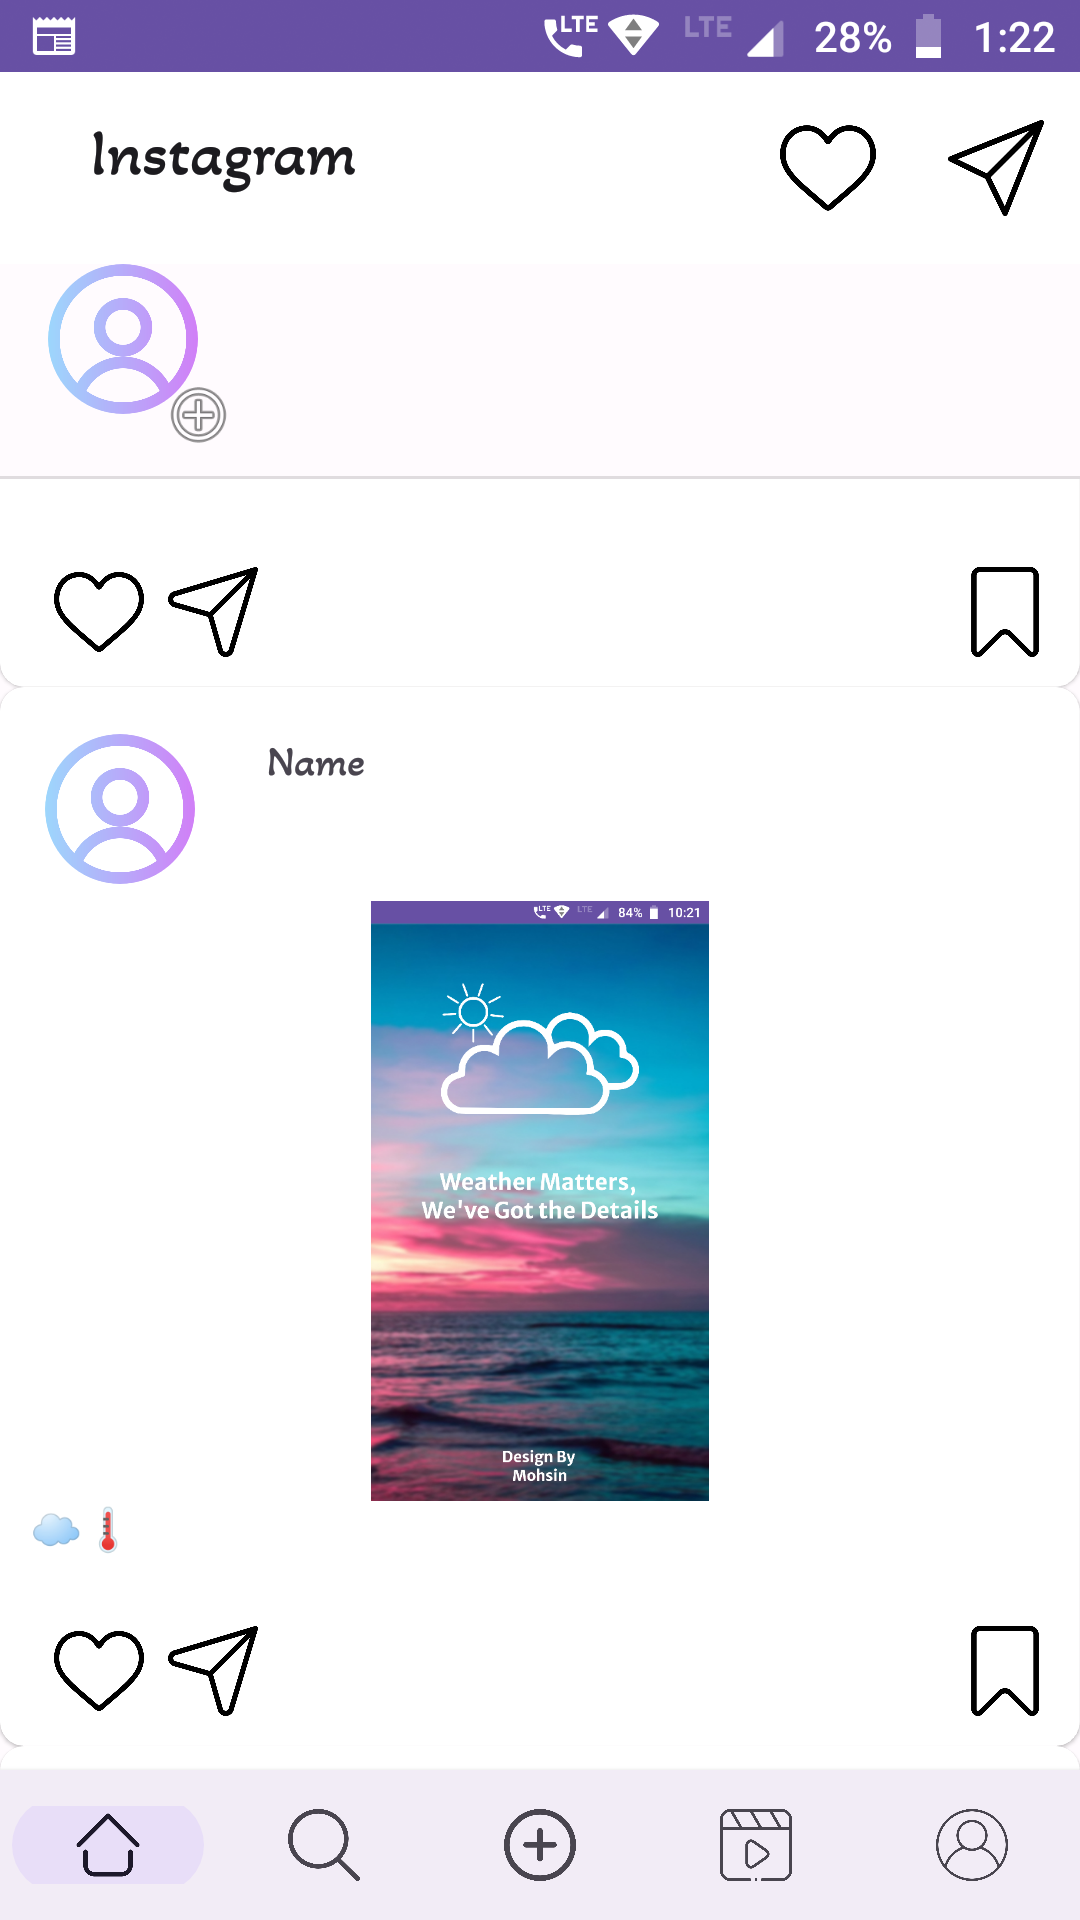 LTE LTE 28% 1:22
Instagram
Name
LTE LTE 84% 10:21
Weather Matters,
We've Got the Details
Design By
Mohsin